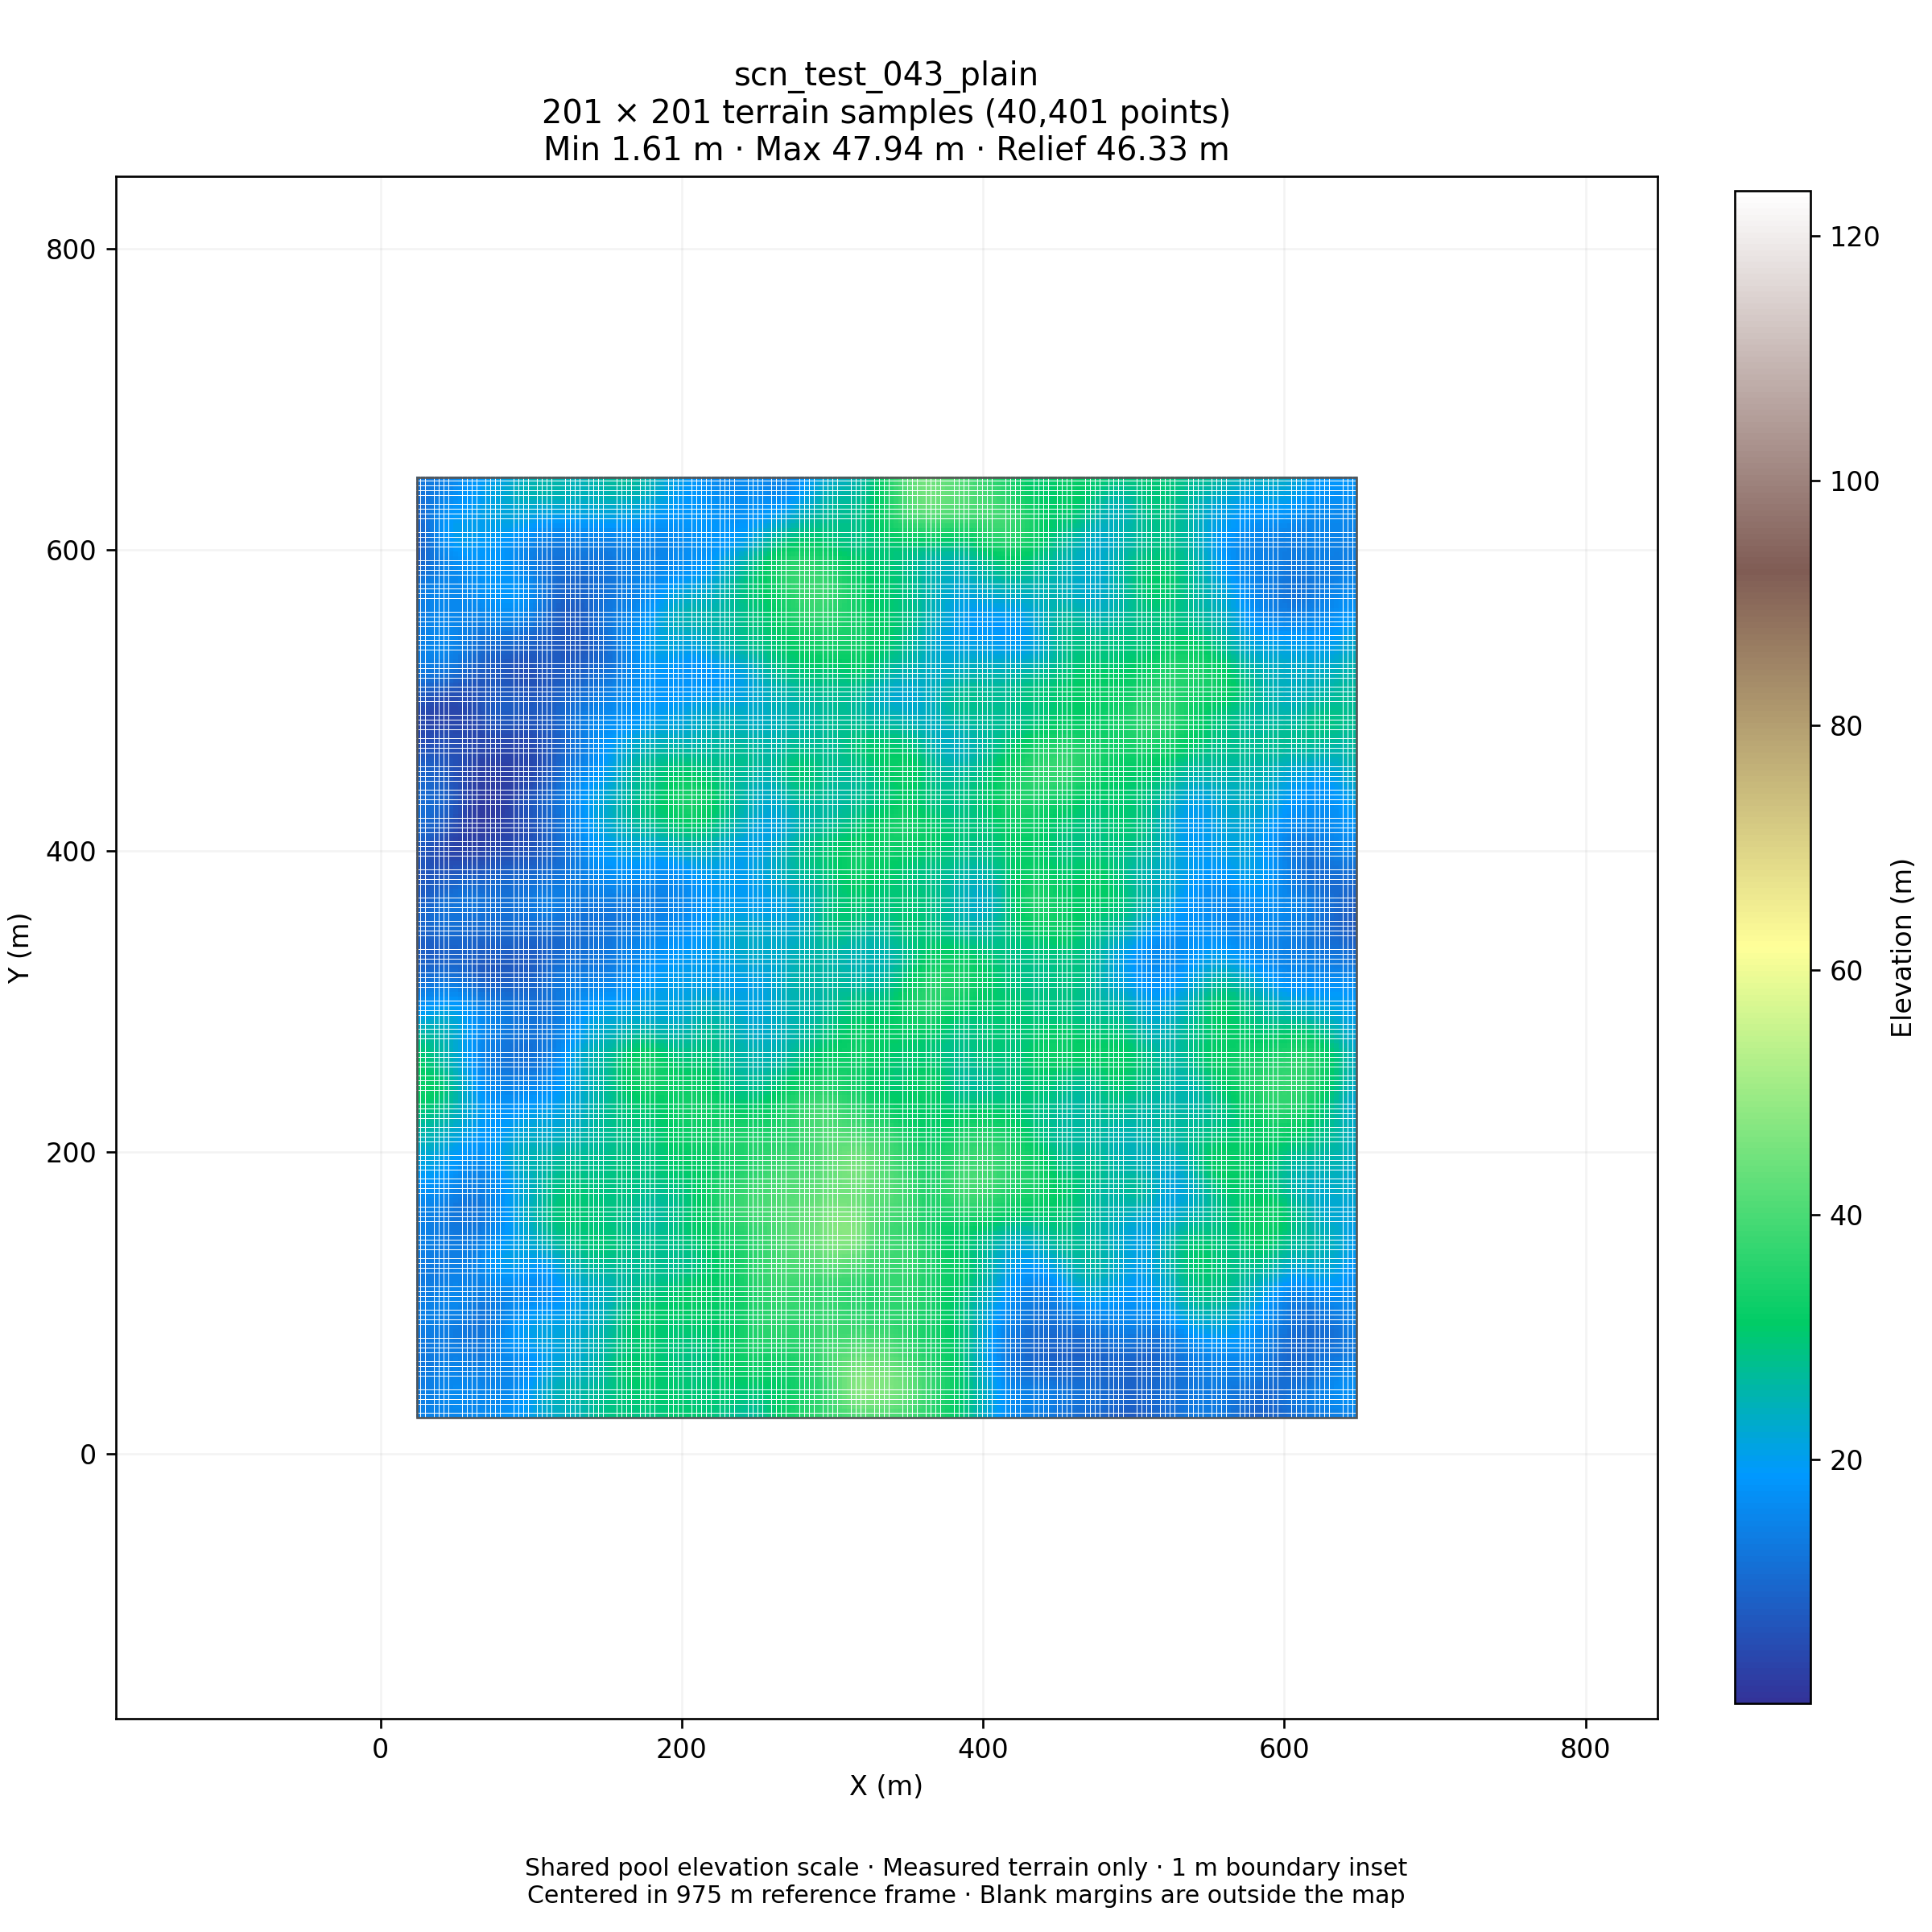 scn_test_043_plain
201 × 201 terrain samples (40,401 points)
Min 1.61 m · Max 47.94 m · Relief 46.33 m
800
600
400
200
0
Y (m)
0
200
400
600
800
X (m)
120
100
80
60
40
20
Elevation (m)
Shared pool elevation scale · Measured terrain only · 1 m boundary inset
Centered in 975 m reference frame · Blank margins are outside the map